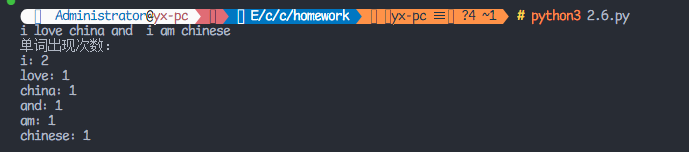 Administrator@yx-pc E/c/c/homework yx-pc ≡ ?4 ~1 # python3 2.6.py
i love china and  i am chinese
单词出现次数：
i: 2
love: 1
china: 1
and: 1
am: 1
chinese: 1